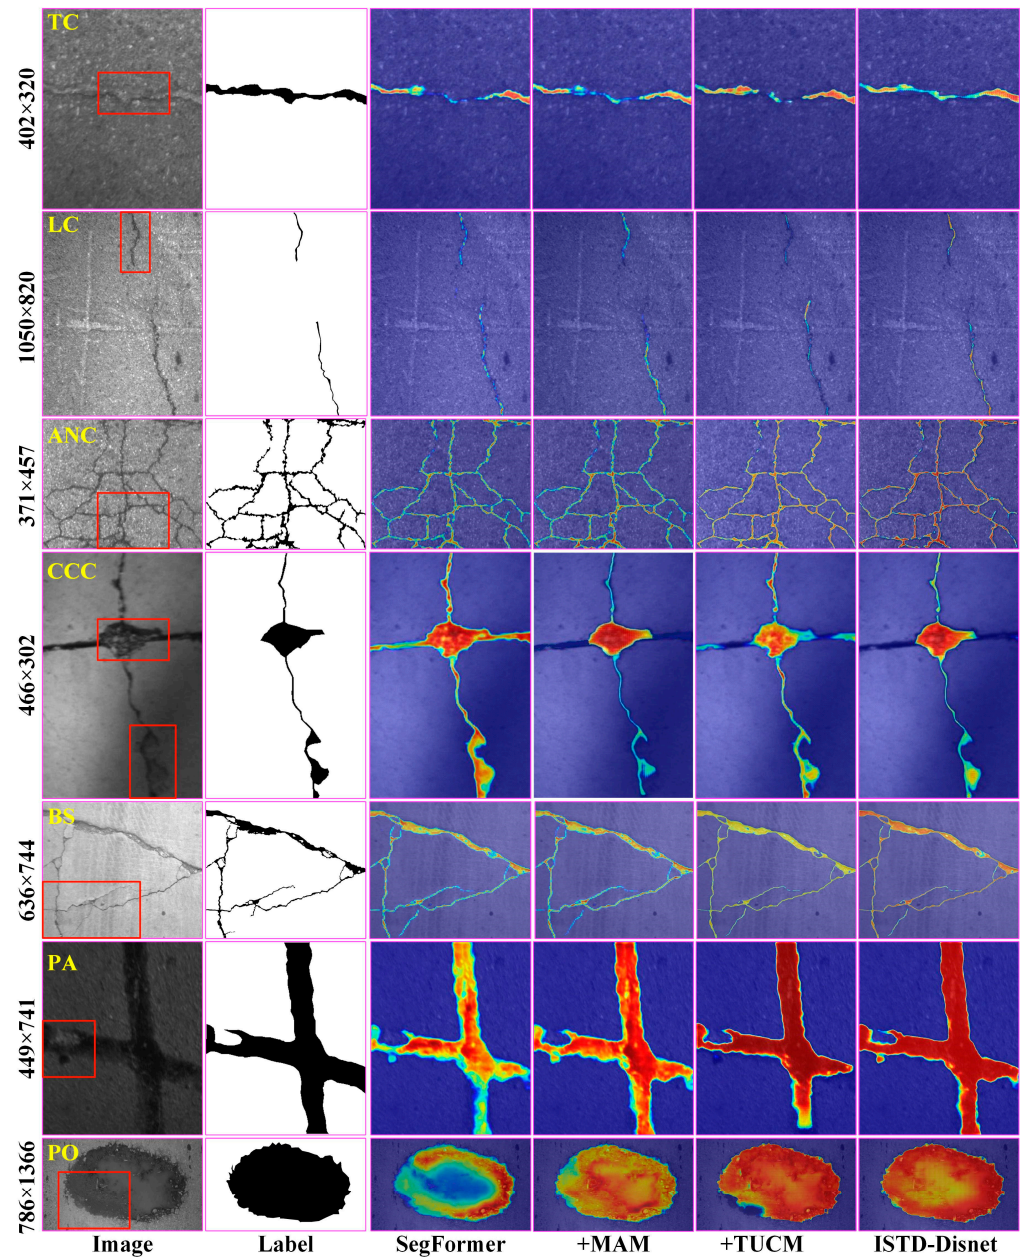 TC
402×320
LC
1050×820
ANC
371×457
CCC
466×302
BS
636×744
PA
449×741
PO
786×1366
Image Label SegFormer +MAM +TUCM ISTD-Disnet